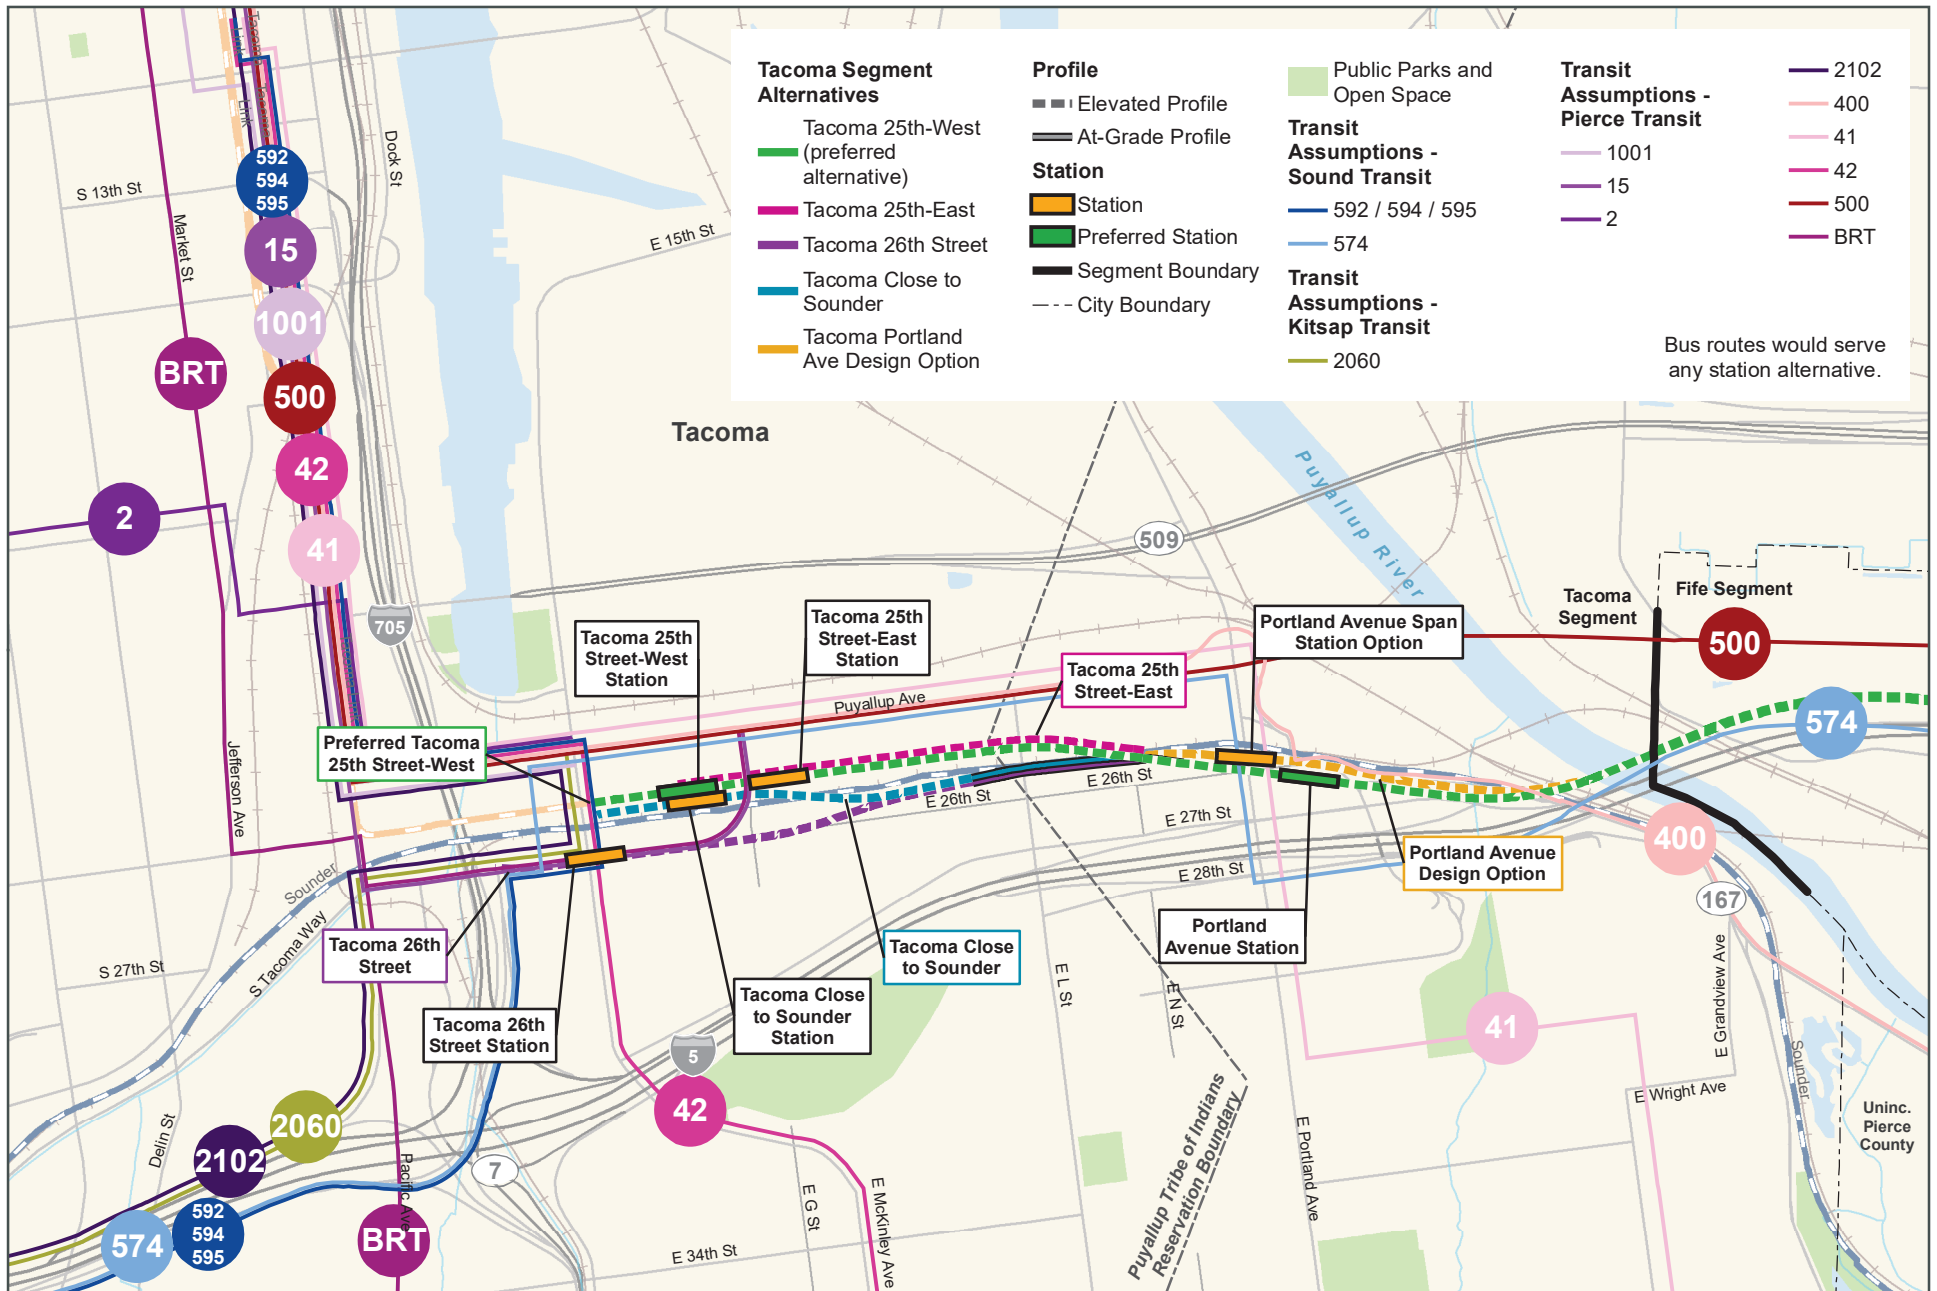 Tacoma Segment
Alternatives
Tacoma 25th-West
(preferred
alternative)
Tacoma 25th-East
Tacoma 26th Street
Tacoma Close to
Sounder
Tacoma Portland
Ave Design Option
Profile
Elevated Profile
At-Grade Profile
Station
Station
Preferred Station
Segment Boundary
City Boundary
Public Parks and
Open Space
Transit
Assumptions -
Sound Transit
592 / 594 / 595
574
Transit
Assumptions -
Kitsap Transit
2060
Transit
Assumptions -
Pierce Transit
1001
15
2
2102
400
41
42
500
BRT
Bus routes would serve
any station alternative.
Tacoma
Link
Tacoma
Link
592
594
595
15
1001
BRT
500
42
41
2
S 13th St
Market St
Dock St
E 15th St
Tacoma
705
509
Puyallup River
Tacoma
Segment
Fife Segment
500
574
400
167
Tacoma 25th
Street-West
Station
Tacoma 25th
Street-East
Station
Tacoma 25th
Street-East
Portland Avenue Span
Station Option
Puyallup Ave
Preferred Tacoma
25th Street-West
Jefferson Ave
E 26th St
E 26th St
E 27th St
E 28th St
Portland Avenue
Design Option
Portland
Avenue Station
Tacoma Close
to Sounder
Tacoma Close
to Sounder
Station
Tacoma 26th
Street
Tacoma 26th
Street Station
Sounder
S Tacoma Way
S 27th St
Delin St
Pacific Ave
5
42
7
2060
2102
592
594
595
574
BRT
E L St
E N St
E G St
E McKinley Ave
E 34th St
E Portland Ave
Puyallup Tribe of Indians
Reservation Boundary
41
E Grandview Ave
E Wright Ave
Sounder
Uninc.
Pierce
County